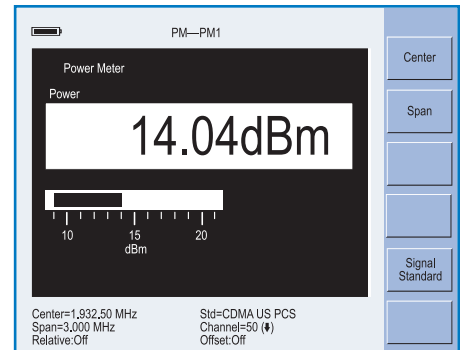 PM—PM1
Power Meter
Power
14.04dBm
10 15 20
dBm
Center=1,932.50 MHz
Span=3.000 MHz
Relative:Off
Std=CDMA US PCS
Channel=50 (⬇)
Offset:Off
Center
Span
Signal
Standard